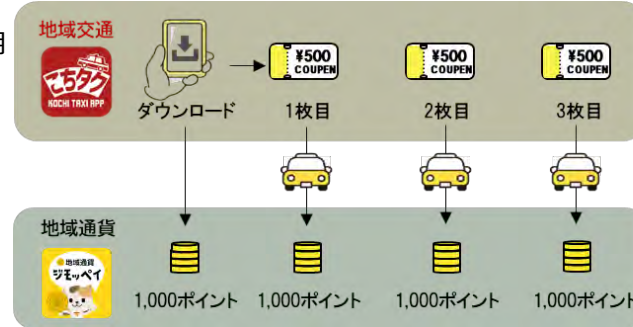 地域交通
こちタク
KOCHI TAXI APP
ダウンロード
¥500
COUPEN
1枚目
¥500
COUPEN
2枚目
¥500
COUPEN
3枚目
地域通貨
地域通貨
ジモッペイ
1,000ポイント
1,000ポイント
1,000ポイント
1,000ポイント